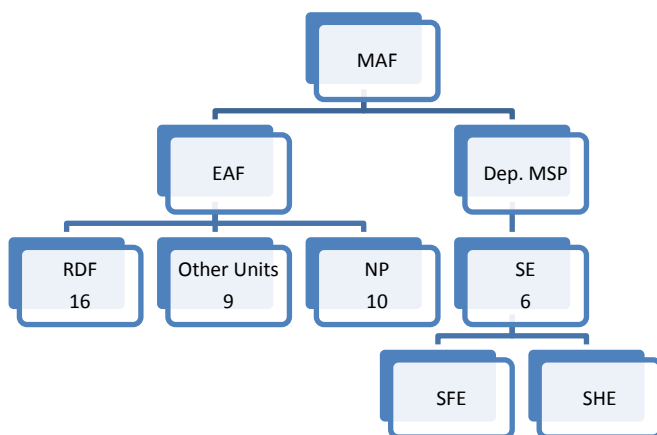 MAF
EAF
Dep. MSP
RDF
16
Other Units
9
NP
10
SE
6
SFE
SHE